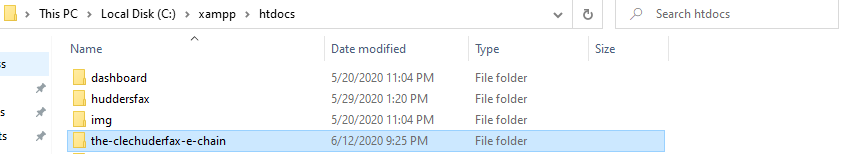 This PC > Local Disk (C:) > xampp > htdocs
Search htdocs
Name Date modified Type Size
dashboard 5/20/2020 11:04 PM File folder
huddersfax 5/29/2020 1:20 PM File folder
img 5/20/2020 11:04 PM File folder
the-clechuderfax-e-chain 6/12/2020 9:25 PM File folder